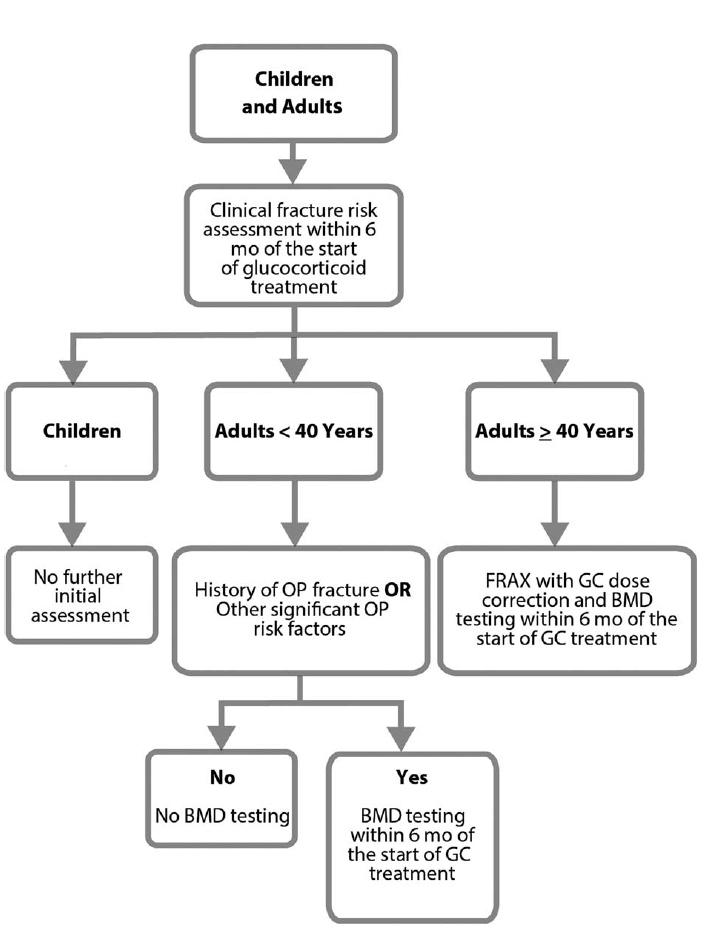 Children
and Adults
Clinical fracture risk
assessment within 6
mo of the start
of glucocorticoid
treatment
Children
Adults < 40 Years
Adults ≥ 40 Years
No further
initial
assessment
History of OP fracture OR
Other significant OP
risk factors
FRAX with GC dose
correction and BMD
testing within 6 mo of the
start of GC treatment
No
No BMD testing
Yes
BMD testing
within 6 mo of
the start of GC
treatment